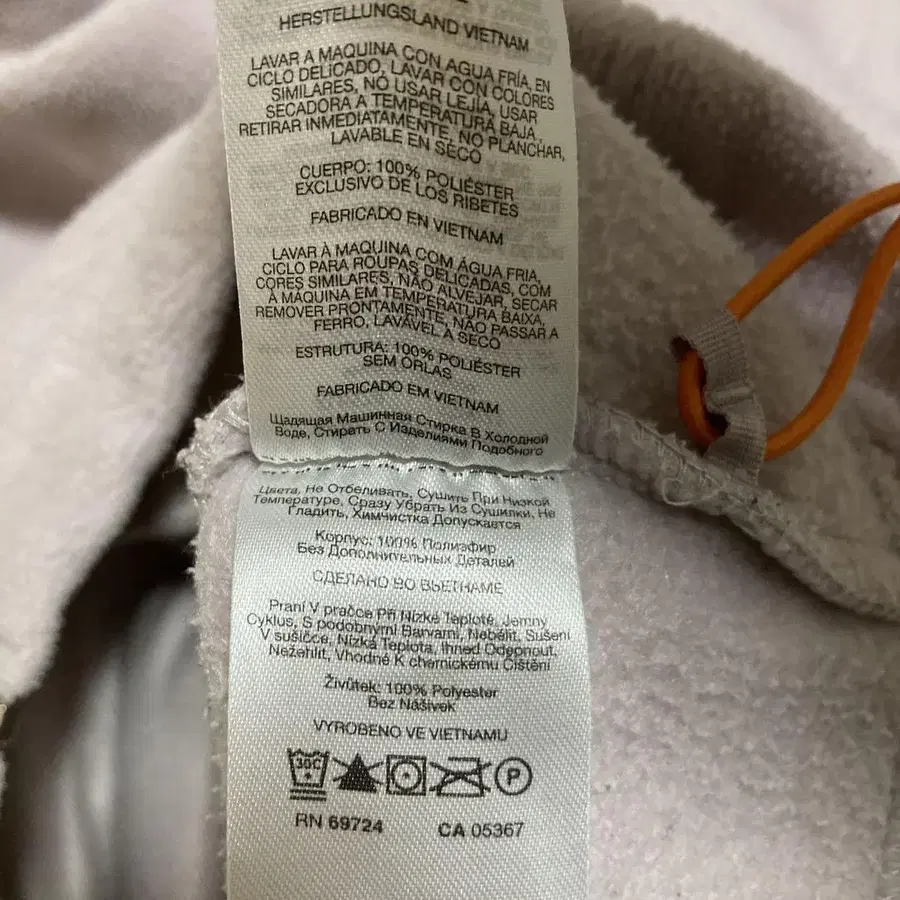 HERSTELLUNGSLAND VIETNAM
LAVAR A MAQUINA CON AGUA FRÍA, EN
CICLO DELICADO, LAVAR CON COLORES
SIMILARES, NO USAR LEJÍA, USAR
SECADORA A TEMPERATURA BAJA,
RETIRAR INMEDIATAMENTE, NO PLANCHAR,
LAVABLE EN SECO
CUERPO: 100% POLIÉSTER
EXCLUSIVO DE LOS RIBETES
FABRICADO EN VIETNAM
LAVAR À MAQUINA COM ÁGUA FRIA,
CICLO PARA ROUPAS DELICADAS, COM
CORES SIMILARES, NÃO ALVEJAR, SECAR
À MÁQUINA EM TEMPERATURA BAIXA,
REMOVER PRONTAMENTE, NÃO PASSAR A
FERRO, LAVÁVEL A SECO
ESTRUTURA: 100% POLIÉSTER
SEM ORLAS
FABRICADO EM VIETNAM
Щадящая Машинная Стирка В Холодной
Воде, Стирать С Изделиями Подобного
Цвета, Не Отбеливать, Сушить При Низкой
Температуре, Сразу Убрать Из Сушилки, Не
Гладить, Химчистка Допускается
Корпус: 100% Полиэфир
Без Дополнительных Деталей
СДЕЛАНО ВО ВЬЕТНАМЕ
Praní V pračce Při Nízké Teplotě, Jemny
Cyklus, S podobnými Barvami, Nebělit, Sušení
V sušičce, Nízká Teplota, Ihned Odepnout,
Nežehlit, Vhodné K chemickému Čištění
Živůtek: 100% Polyester
Bez Nášivek
VYROBENO VE VIETNAMU
30C P
RN 69724 CA 05367